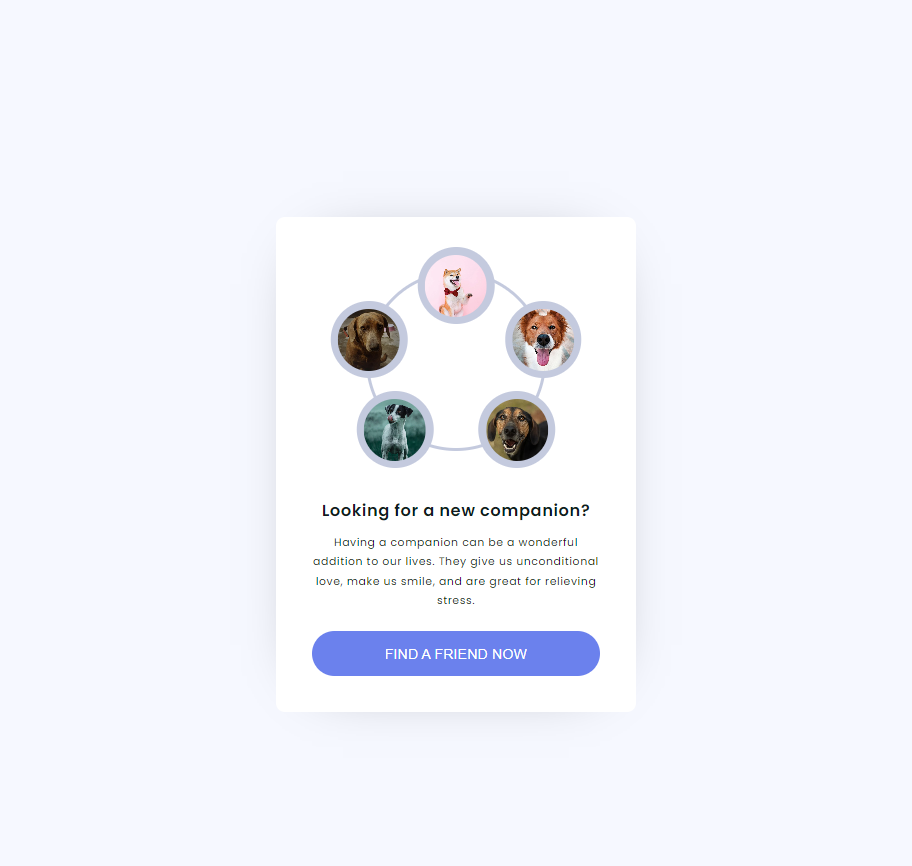 Looking for a new companion?
Having a companion can be a wonderful
addition to our lives. They give us unconditional
love, make us smile, and are great for relieving
stress.
FIND A FRIEND NOW